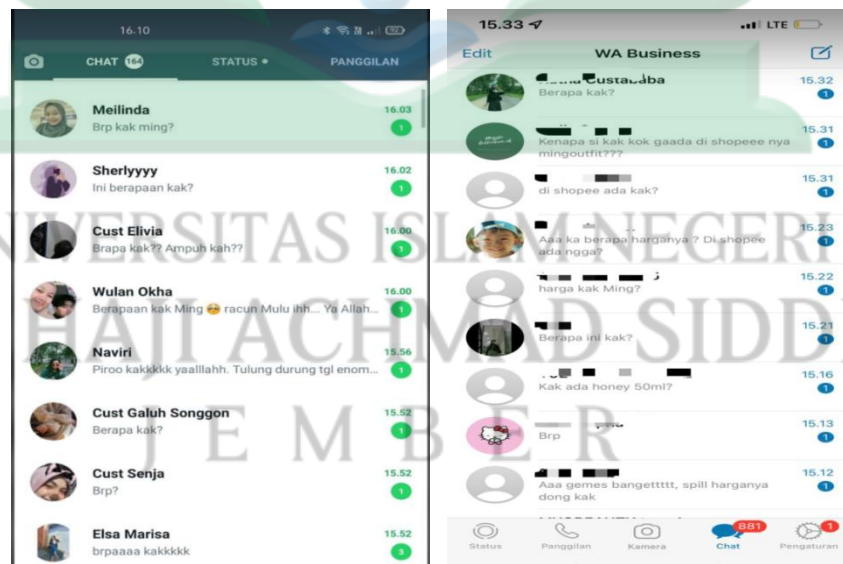 16.10
92
CHAT 164
STATUS
PANGGILAN
Meilinda
16.03
Brp kak ming?
1
Sherlyyyy
16.02
Ini berapaan kak?
1
Cust Elivia
16.00
Brapa kak?? Ampuh kah??
1
Wulan Okha
16.00
Berapaan kak Ming 🤭 racun Mulu ihh... Ya Allah...
1
Naviri
15.56
Piroo kakkkkk yaalllahh. Tulung durung tgl enom...
1
Cust Galuh Songgon
15.52
Berapa kak?
1
Cust Senja
15.52
Brp?
1
Elsa Marisa
15.52
brpaaaa kakkkkk
3
15.33
LTE
Edit
WA Business
15.32
Berapa kak?
1
15.31
Kenapa si kak kok gaada di shopeee nya
mingoutfit???
1
15.31
di shopee ada kak?
1
15.23
Aaa ka berapa harganya ? Di shopee
ada ngga?
1
15.22
harga kak Ming?
1
15.21
Berapa ini kak?
1
15.16
Kak ada honey 50ml?
1
15.13
Brp
1
15.12
Aaa gemes bangettttt, spill harganya
dong kak
1
881
1
Status
Panggilan
Kamera
Chat
Pengaturan
UNIVERSITAS ISLAM NEGERI
HAJI ACHMAD SIDD
JEMBER